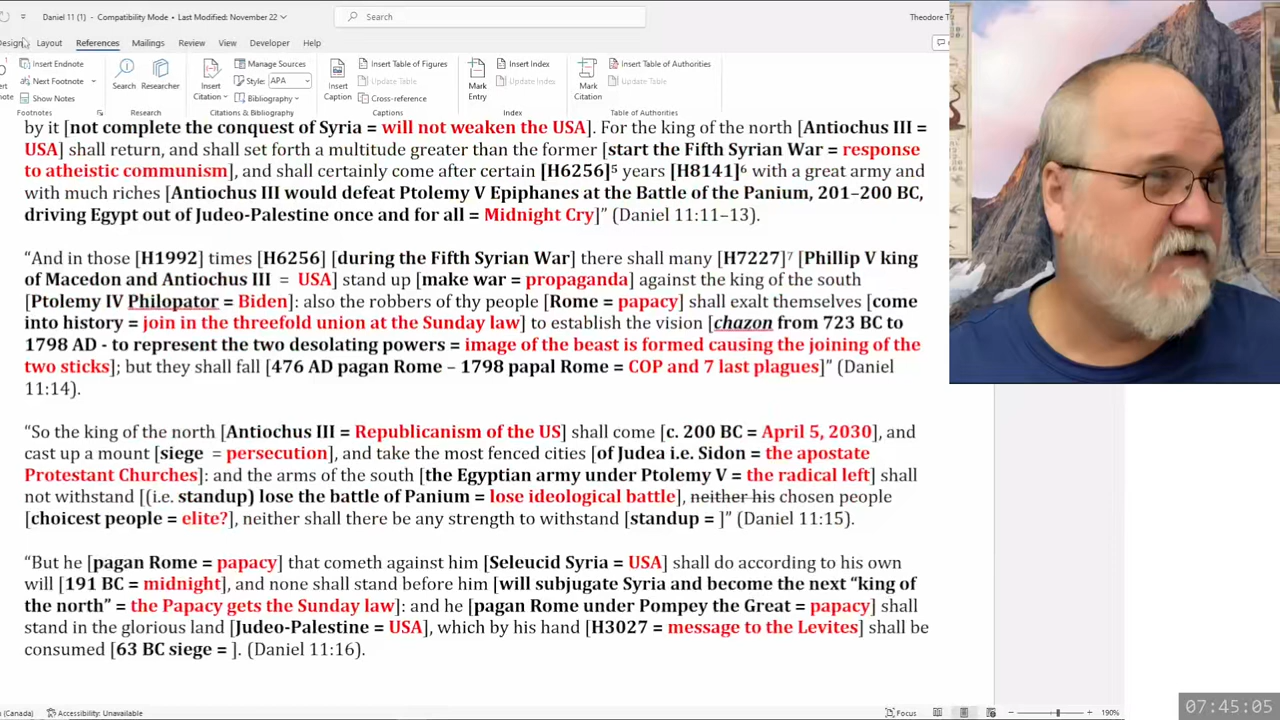 Daniel 11 (1) - Compatibility Mode • Last Modified: November 22
Search
Theodore T
Design Layout References Mailings Review View Developer Help
Insert Endnote
Next Footnote
Show Notes
Footnotes
Search
Researcher
Research
Insert
Citation
Manage Sources
Style: APA
Bibliography
Citations & Bibliography
Insert
Caption
Insert Table of Figures
Update Table
Cross-reference
Captions
Mark
Entry
Insert Index
Update Index
Index
Mark
Citation
Insert Table of Authorities
Update Table
Table of Authorities
by it [not complete the conquest of Syria = will not weaken the USA]. For the king of the north [Antiochus III =
USA] shall return, and shall set forth a multitude greater than the former [start the Fifth Syrian War = response
to atheistic communism], and shall certainly come after certain [H6256]5 years [H8141]6 with a great army and
with much riches [Antiochus III would defeat Ptolemy V Epiphanes at the Battle of the Panium, 201–200 BC,
driving Egypt out of Judeo-Palestine once and for all = Midnight Cry]” (Daniel 11:11–13).
“And in those [H1992] times [H6256] [during the Fifth Syrian War] there shall many [H7227]7 [Phillip V king
of Macedon and Antiochus III = USA] stand up [make war = propaganda] against the king of the south
[Ptolemy IV Philopator = Biden]: also the robbers of thy people [Rome = papacy] shall exalt themselves [come
into history = join in the threefold union at the Sunday law] to establish the vision [chazon from 723 BC to
1798 AD - to represent the two desolating powers = image of the beast is formed causing the joining of the
two sticks]; but they shall fall [476 AD pagan Rome – 1798 papal Rome = COP and 7 last plagues]” (Daniel
11:14).
“So the king of the north [Antiochus III = Republicanism of the US] shall come [c. 200 BC = April 5, 2030], and
cast up a mount [siege = persecution], and take the most fenced cities [of Judea i.e. Sidon = the apostate
Protestant Churches]: and the arms of the south [the Egyptian army under Ptolemy V = the radical left] shall
not withstand [(i.e. standup) lose the battle of Panium = lose ideological battle], neither his chosen people
[choicest people = elite?], neither shall there be any strength to withstand [standup = ]” (Daniel 11:15).
“But he [pagan Rome = papacy] that cometh against him [Seleucid Syria = USA] shall do according to his own
will [191 BC = midnight], and none shall stand before him [will subjugate Syria and become the next “king of
the north” = the Papacy gets the Sunday law]: and he [pagan Rome under Pompey the Great = papacy] shall
stand in the glorious land [Judeo-Palestine = USA], which by his hand [H3027 = message to the Levites] shall be
consumed [63 BC siege = ]. (Daniel 11:16).
(Canada) Accessibility: Unavailable
Focus
190%
07:45:05